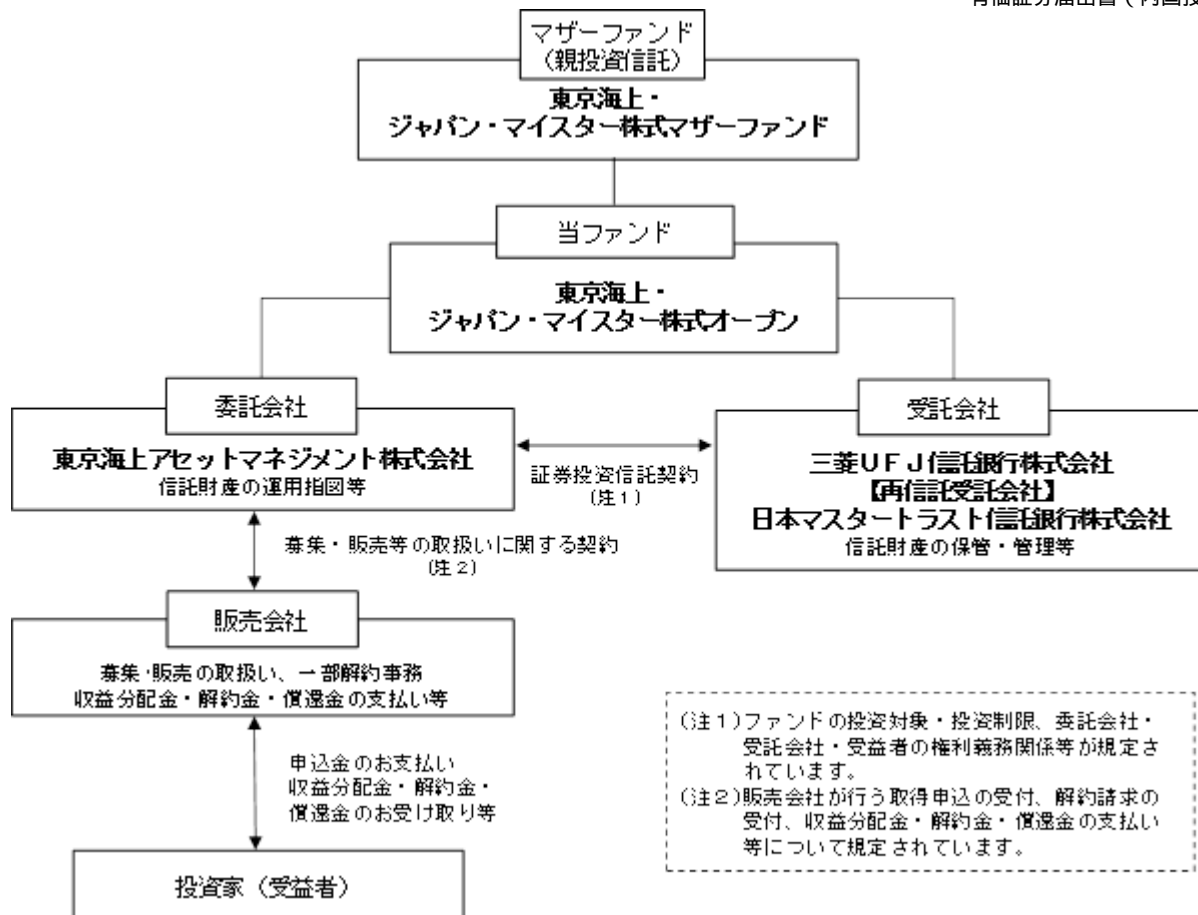 マザーファンド
(親投資信託)
東京海上・
ジャパン・マイスター株式マザーファンド
当ファンド
東京海上・
ジャパン・マイスター株式オープン
委託会社
東京海上アセットマネジメント株式会社
信託財産の運用指図等
証券投資信託契約
(注1)
受託会社
三菱UFJ信託銀行株式会社
【再信託受託会社】
日本マスタートラスト信託銀行株式会社
信託財産の保管・管理等
募集・販売等の取扱いに関する契約
(注2)
販売会社
募集・販売の取扱い、一部解約事務
収益分配金・解約金・償還金の支払い等
申込金のお支払い
収益分配金・解約金・
償還金のお受け取り等
投資家(受益者)
(注1)ファンドの投資対象・投資制限、委託会社・
受託会社・受益者の権利義務関係等が規定さ
れています。
(注2)販売会社が行う取得申込の受付、解約請求の
受付、収益分配金・解約金・償還金の支払い
等について規定されています。